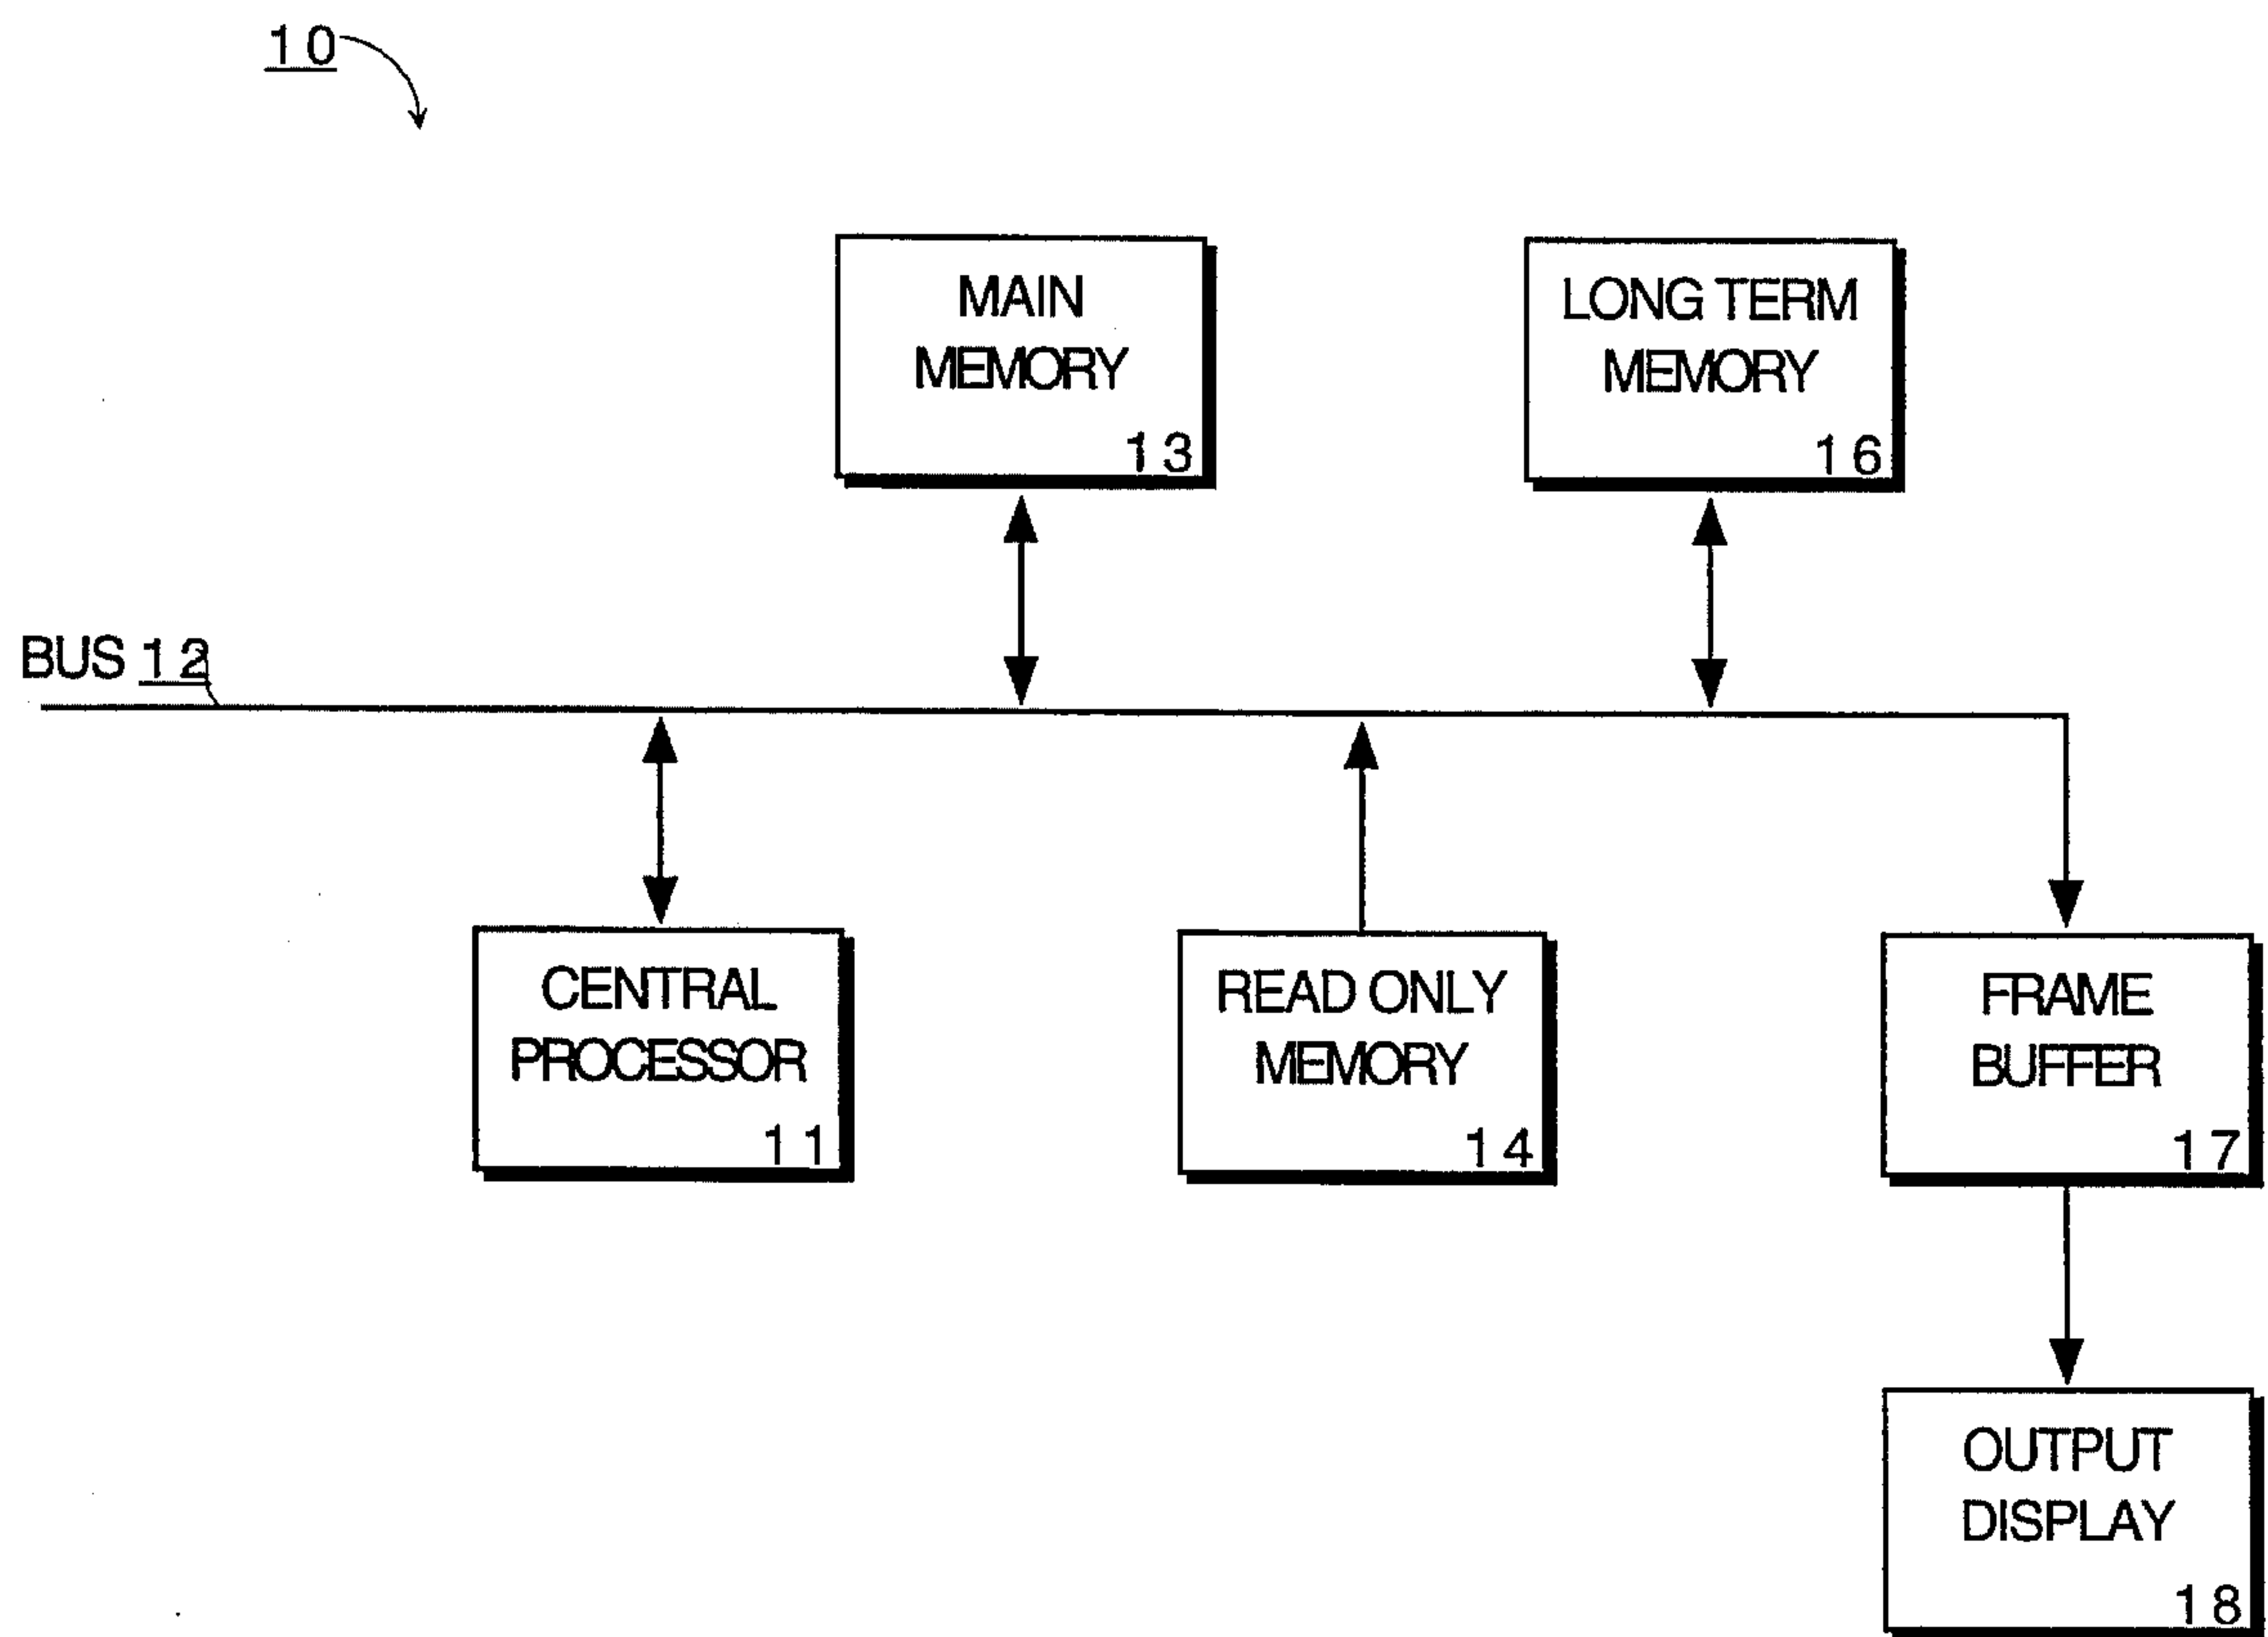 10
MAIN
MEMORY
13
LONG TERM
MEMORY
16
BUS 12
CENTRAL
PROCESSOR
11
READ ONLY
MEMORY
14
FRAME
BUFFER
17
OUTPUT
DISPLAY
18